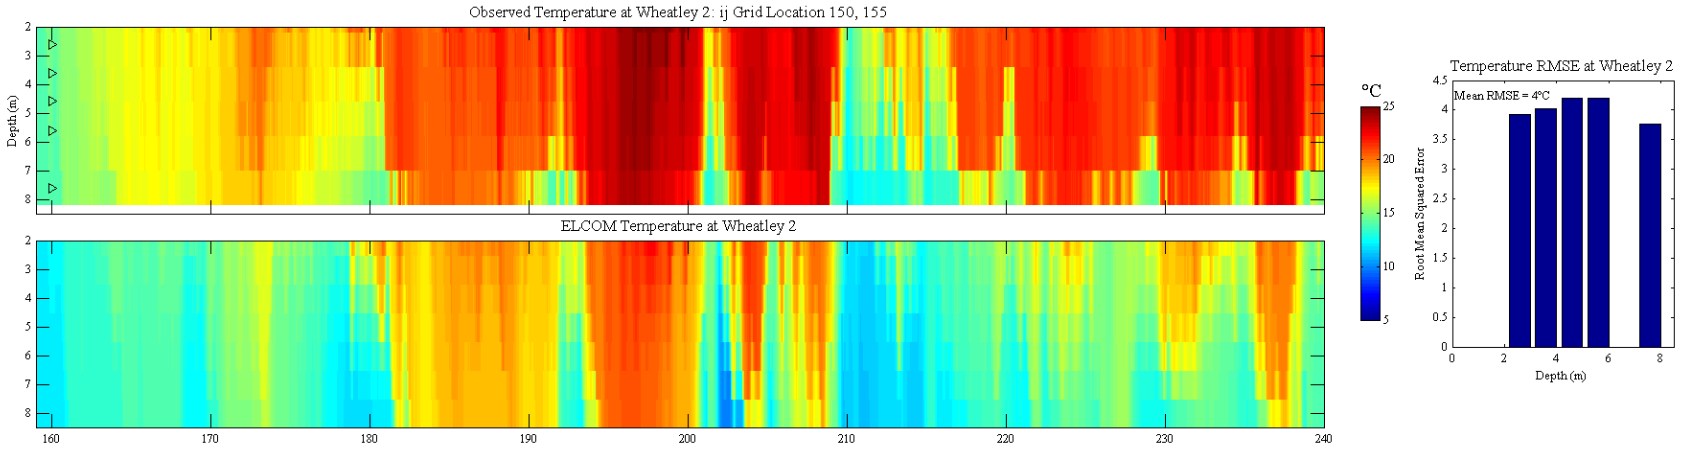 Observed Temperature at Wheatley 2: ij Grid Location 150, 155
2
3
4
5
6
7
8
Depth (m)
ELCOM Temperature at Wheatley 2
2
3
4
5
6
7
8
160 170 180 190 200 210 220 230 240
°C
25
20
15
10
5
Temperature RMSE at Wheatley 2
Mean RMSE = 4°C
4.5
4
3.5
3
2.5
2
1.5
1
0.5
0
Root Mean Squared Error
0 2 4 6 8
Depth (m)